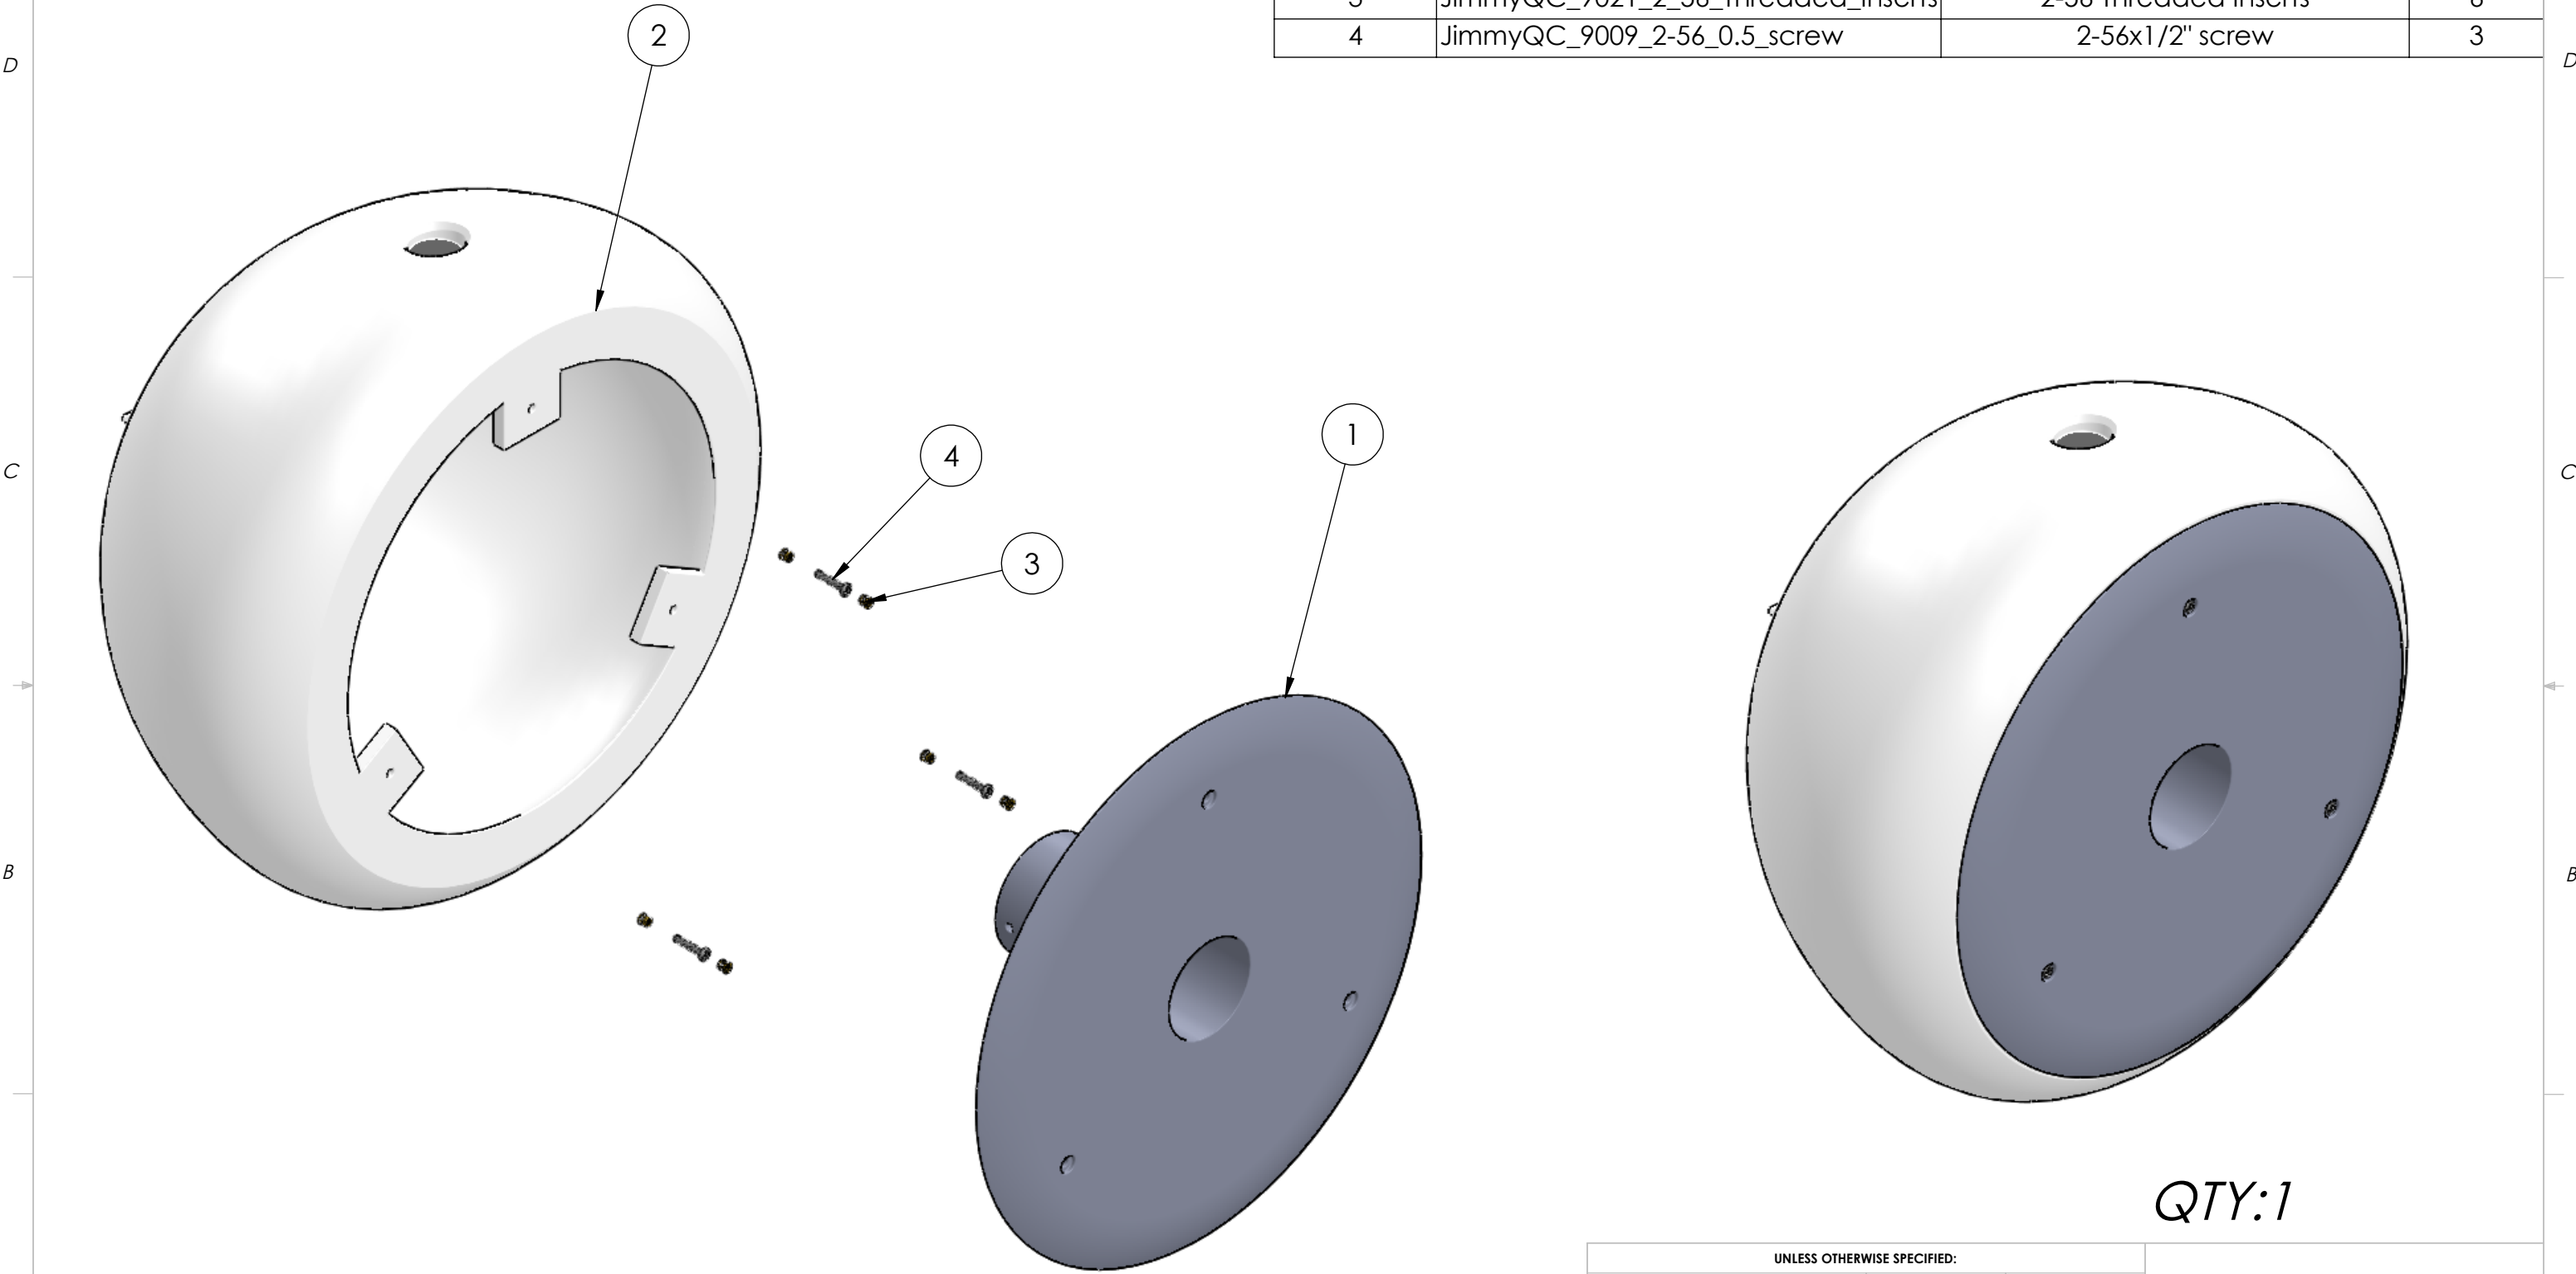 4 JimmyQC_9009_2-56_0.5_screw 2-56x1/2" screw 3
2
D D
4
1
C C
3
B B
QTY:1
UNLESS OTHERWISE SPECIFIED: